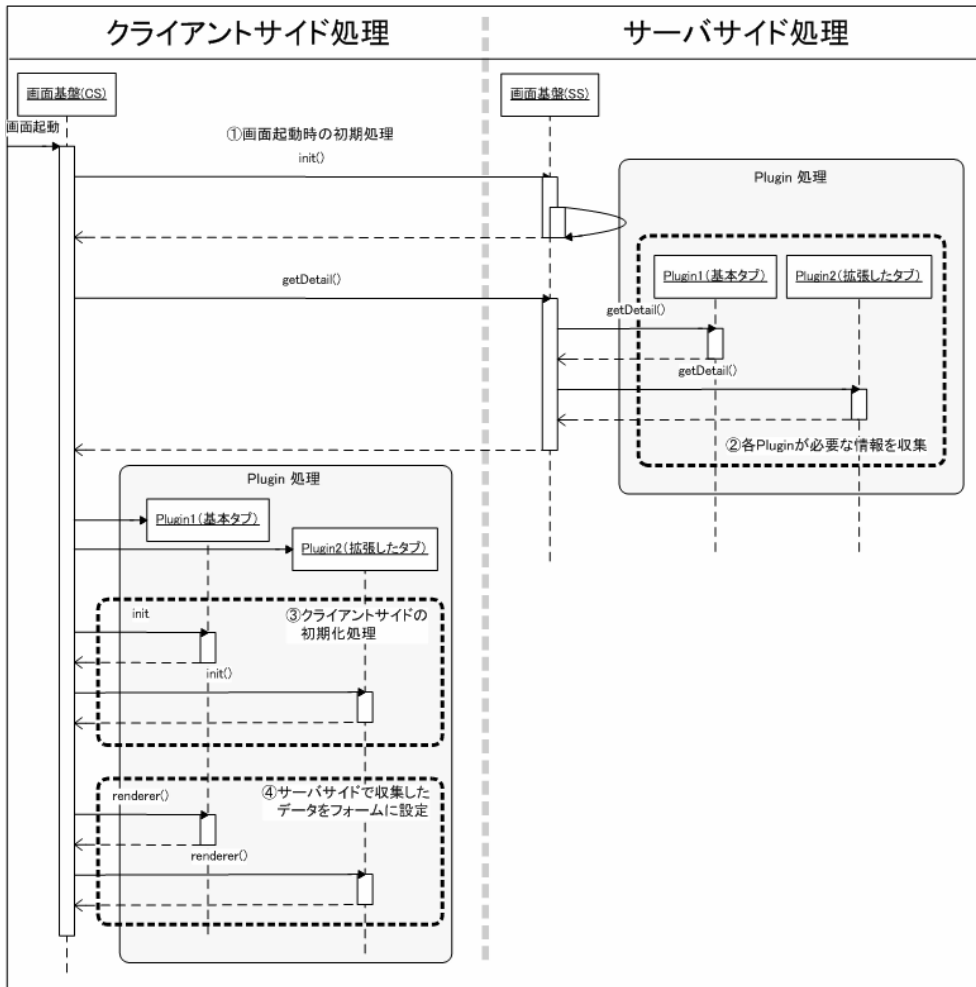 クライアントサイド処理
サーバサイド処理
画面基盤(CS)
画面基盤(SS)
画面起動
①画面起動時の初期処理
init()
Plugin 処理
getDetail()
Plugin1(基本タブ)
Plugin2(拡張したタブ)
getDetail()
getDetail()
②各Pluginが必要な情報を収集
Plugin 処理
Plugin1(基本タブ)
Plugin2(拡張したタブ)
③クライアントサイドの
初期化処理
init
init()
④サーバサイドで収集した
データをフォームに設定
renderer()
renderer()